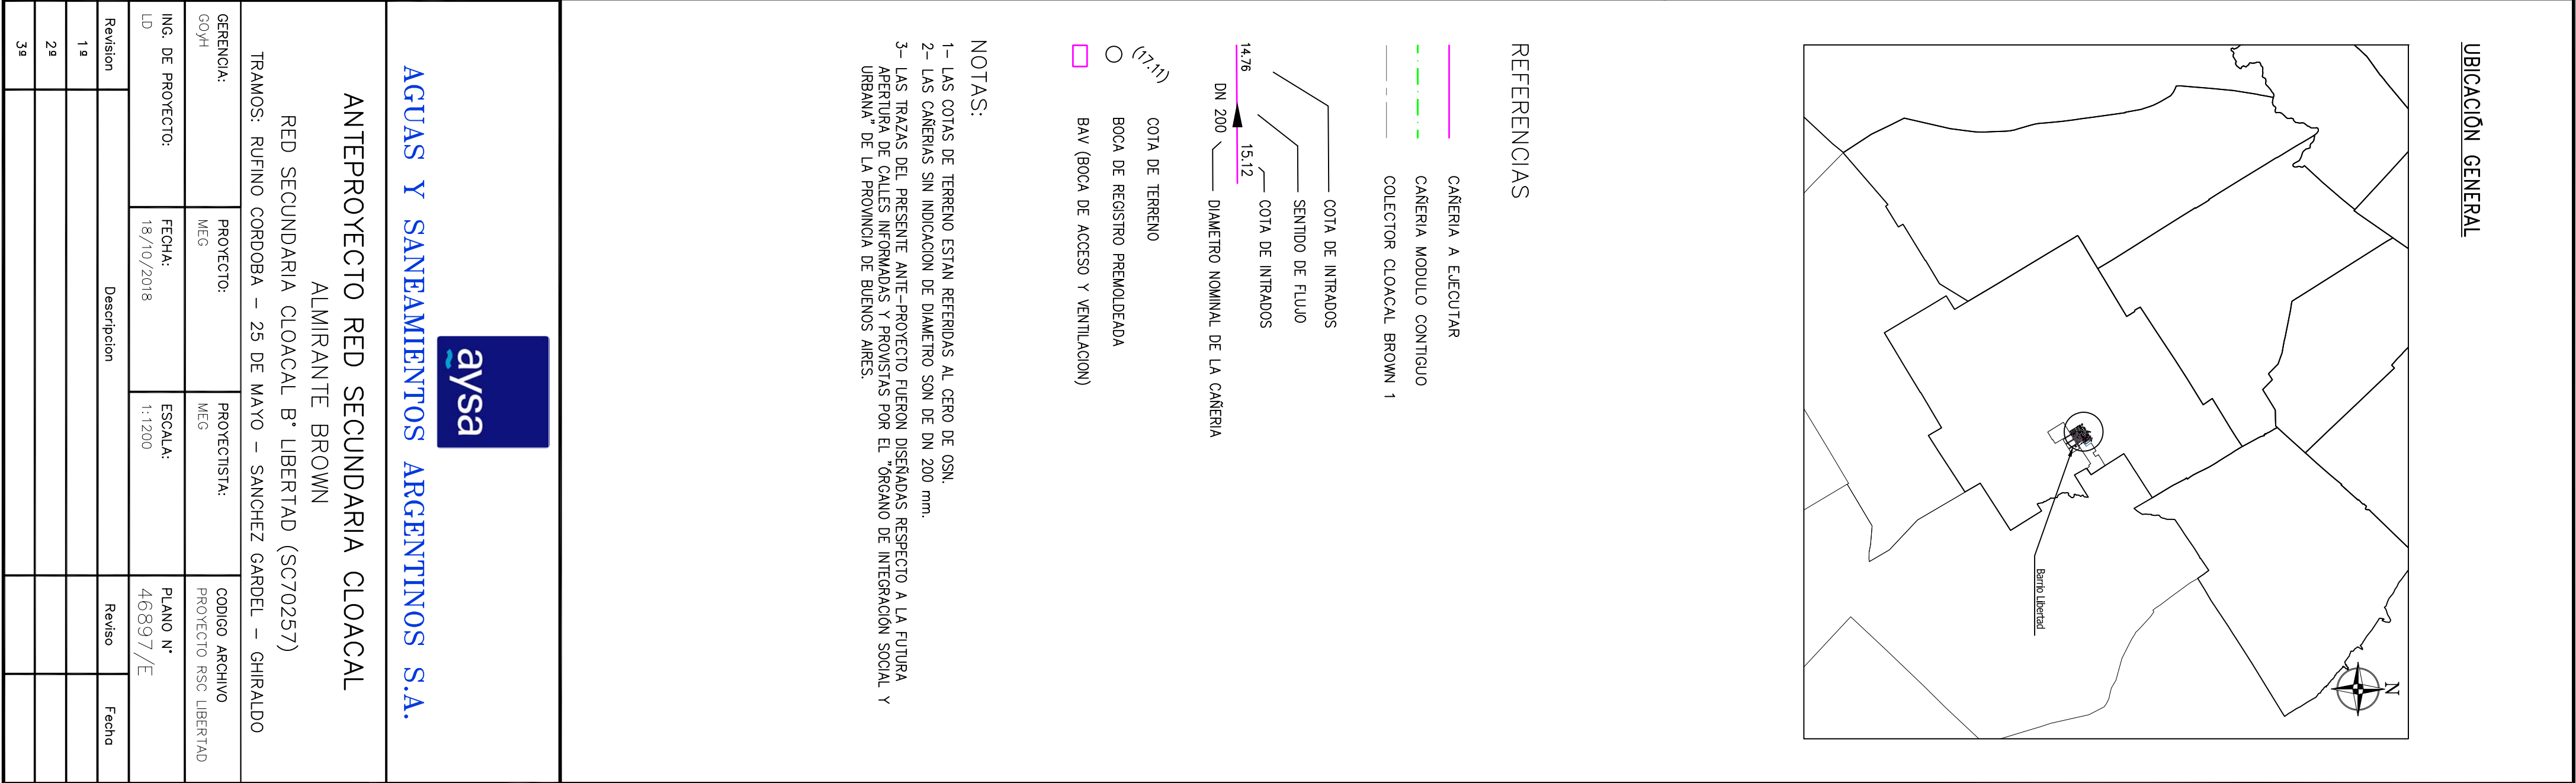 UBICACIÓN GENERAL
N
Barrio Libertad
REFERENCIAS
CAÑERIA A EJECUTAR
CAÑERIA MODULO CONTIGUO
COLECTOR CLOACAL BROWN 1
COTA DE INTRADOS
SENTIDO DE FLUJO
COTA DE INTRADOS
14.76
15.12
DN 200
DIAMETRO NOMINAL DE LA CAÑERIA
(17.11)
COTA DE TERRENO
BOCA DE REGISTRO PREMOLDEADA
BAV (BOCA DE ACCESO Y VENTILACION)
NOTAS:
1- LAS COTAS DE TERRENO ESTAN REFERIDAS AL CERO DE OSN.
2- LAS CAÑERIAS SIN INDICACION DE DIAMETRO SON DE DN 200 mm.
3- LAS TRAZAS DEL PRESENTE ANTE-PROYECTO FUERON DISEÑADAS RESPECTO A LA FUTURA
APERTURA DE CALLES INFORMADAS Y PROVISTAS POR EL "ÓRGANO DE INTEGRACIÓN SOCIAL Y
URBANA" DE LA PROVINCIA DE BUENOS AIRES.
aysa
AGUAS Y SANEAMIENTOS ARGENTINOS S.A.
ANTEPROYECTO RED SECUNDARIA CLOACAL
ALMIRANTE BROWN
RED SECUNDARIA CLOACAL B° LIBERTAD (SC70257)
TRAMOS: RUFINO CORDOBA - 25 DE MAYO - SANCHEZ GARDEL - GHIRALDO
GERENCIA:
GOyH
PROYECTO:
MEG
PROYECTISTA:
MEG
CODIGO ARCHIVO
PROYECTO RSC LIBERTAD
ING. DE PROYECTO:
LD
FECHA:
18/10/2018
ESCALA:
1:1200
PLANO N°
46897/E
Revision
Descripcion
Reviso
Fecha
1º
2º
3º